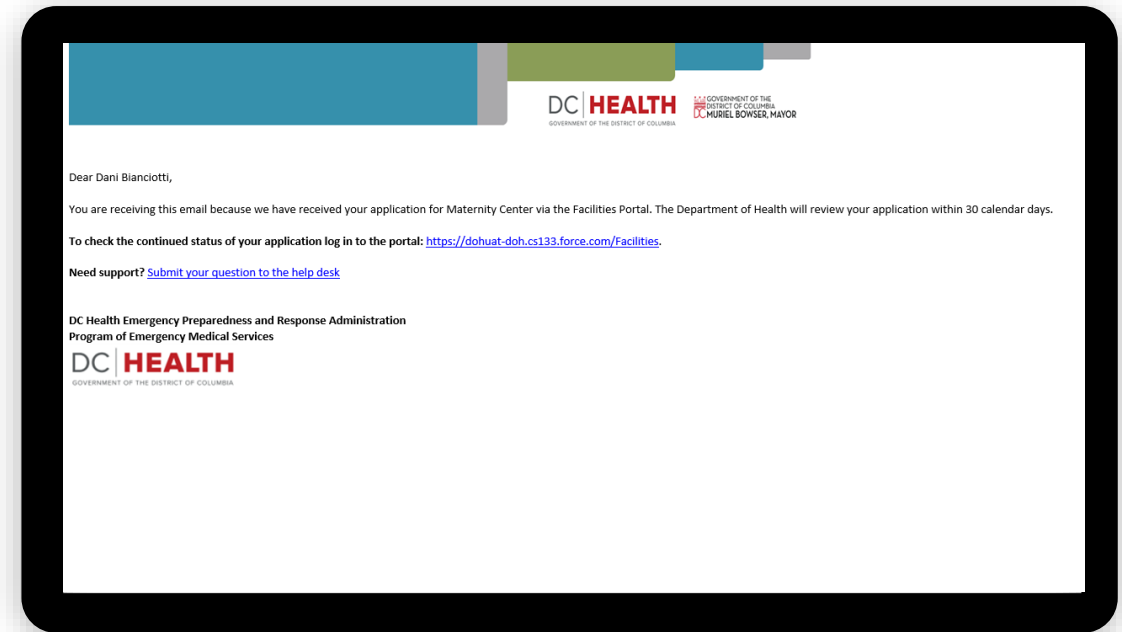 DC HEALTH
GOVERNMENT OF THE DISTRICT OF COLUMBIA
GOVERNMENT OF THE
DISTRICT OF COLUMBIA
DC MURIEL BOWSER, MAYOR
Dear Dani Bianciotti,
You are receiving this email because we have received your application for Maternity Center via the Facilities Portal. The Department of Health will review your application within 30 calendar days.
To check the continued status of your application log in to the portal: https://dohuat-doh.cs133.force.com/Facilities.
Need support? Submit your question to the help desk
DC Health Emergency Preparedness and Response Administration
Program of Emergency Medical Services
DC HEALTH
GOVERNMENT OF THE DISTRICT OF COLUMBIA